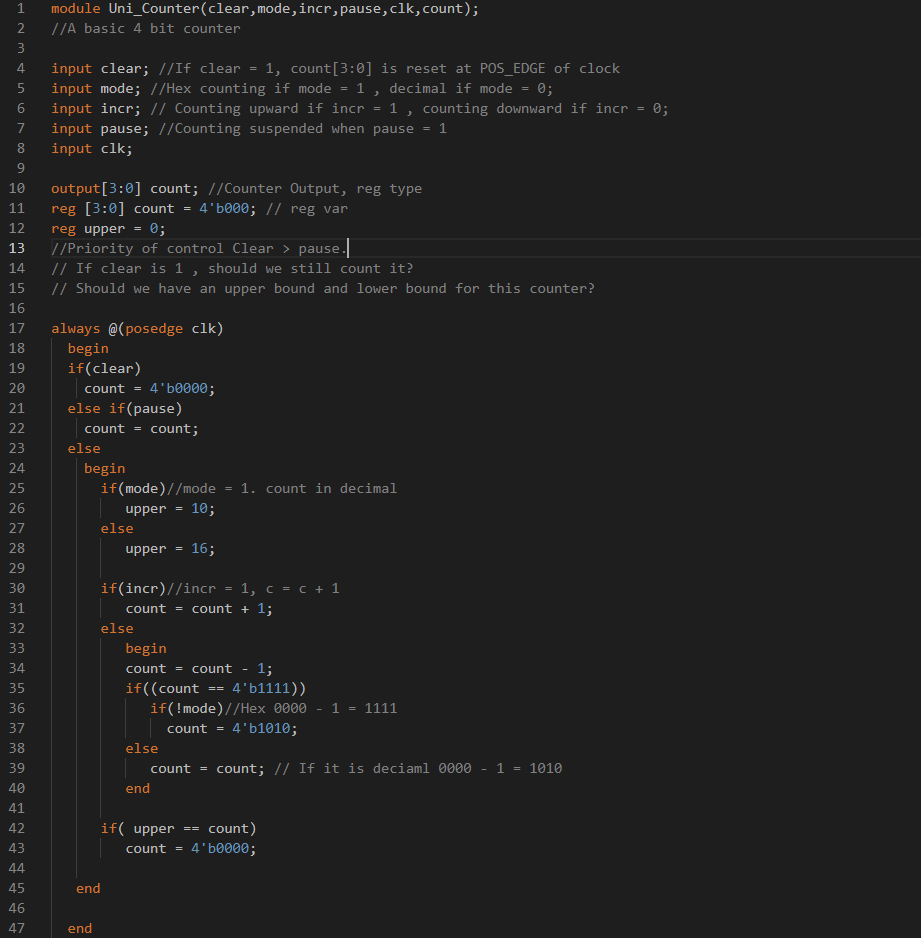 1 module Uni_Counter(clear,mode,incr,pause,clk,count);
2 //A basic 4 bit counter
3
4 input clear; //If clear = 1, count[3:0] is reset at POS_EDGE of clock
5 input mode; //Hex counting if mode = 1 , decimal if mode = 0;
6 input incr; // Counting upward if incr = 1 , counting downward if incr = 0;
7 input pause; //Counting suspended when pause = 1
8 input clk;
9
10 output[3:0] count; //Counter Output, reg type
11 reg [3:0] count = 4'b000; // reg var
12 reg upper = 0;
13 //Priority of control Clear > pause.
14 // If clear is 1 , should we still count it?
15 // Should we have an upper bound and lower bound for this counter?
16
17 always @(posedge clk)
18 begin
19 if(clear)
20 count = 4'b0000;
21 else if(pause)
22 count = count;
23 else
24 begin
25 if(mode)//mode = 1. count in decimal
26 upper = 10;
27 else
28 upper = 16;
29
30 if(incr)//incr = 1, c = c + 1
31 count = count + 1;
32 else
33 begin
34 count = count - 1;
35 if((count == 4'b1111))
36 if(!mode)//Hex 0000 - 1 = 1111
37 count = 4'b1010;
38 else
39 count = count; // If it is deciaml 0000 - 1 = 1010
40 end
41
42 if( upper == count)
43 count = 4'b0000;
44
45 end
46
47 end